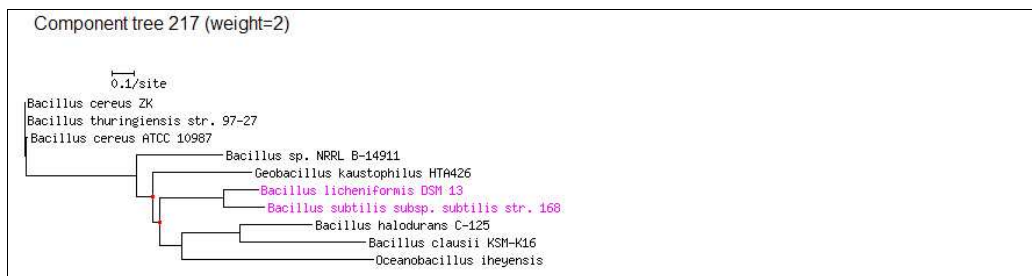 Component tree 217 (weight=2)
0.1/site
Bacillus cereus ZK
Bacillus thuringiensis str. 97-27
Bacillus cereus ATCC 10987
Bacillus sp. NRRL B-14911
Geobacillus kaustophilus HTA426
Bacillus licheniformis DSM 13
Bacillus subtilis subsp. subtilis str. 168
Bacillus halodurans C-125
Bacillus clausii KSM-K16
Oceanobacillus iheyensis